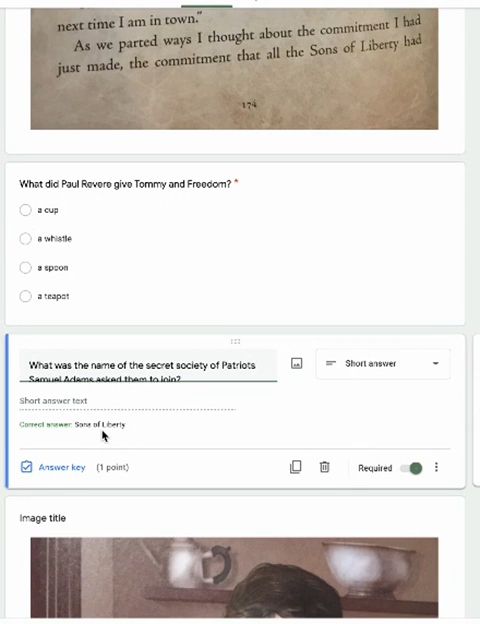 next time I am in town."
As we parted ways I thought about the commitment I had
just made, the commitment that all the Sons of Liberty had
174
What did Paul Revere give Tommy and Freedom? *
a cup
a whistle
a spoon
a teapot
What was the name of the secret society of Patriots
Samuel Adams asked them to join?
Short answer
Short answer text
Correct answer: Sons of Liberty
Answer key (1 point)
Required
Image title